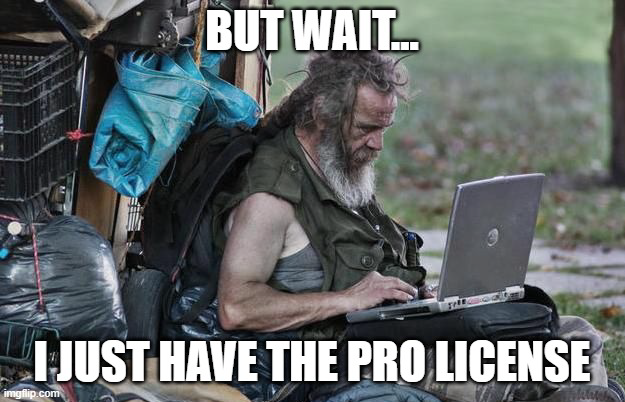 BUT WAIT...
I JUST HAVE THE PRO LICENSE
imgflip.com